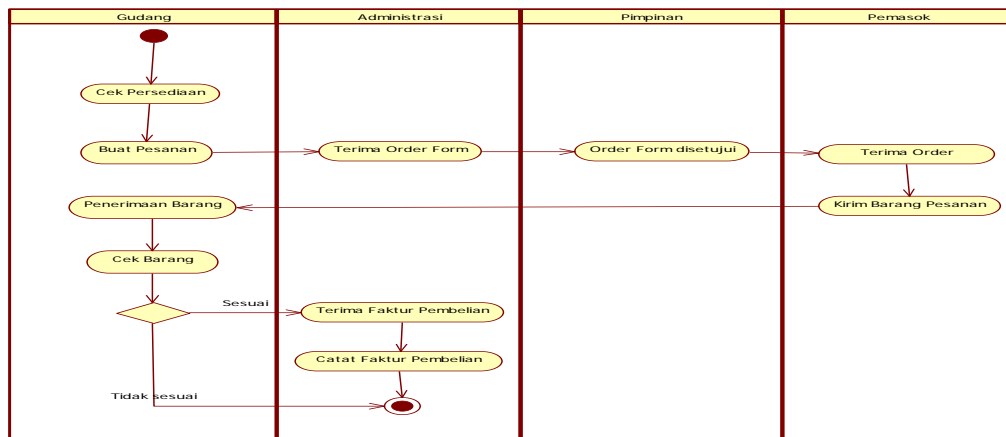 Gudang
Administrasi
Pimpinan
Pemasok
Cek Persediaan
Buat Pesanan
Terima Order Form
Order Form disetujui
Terima Order
Penerimaan Barang
Kirim Barang Pesanan
Cek Barang
Sesuai
Terima Faktur Pembelian
Catat Faktur Pembelian
Tidak sesuai